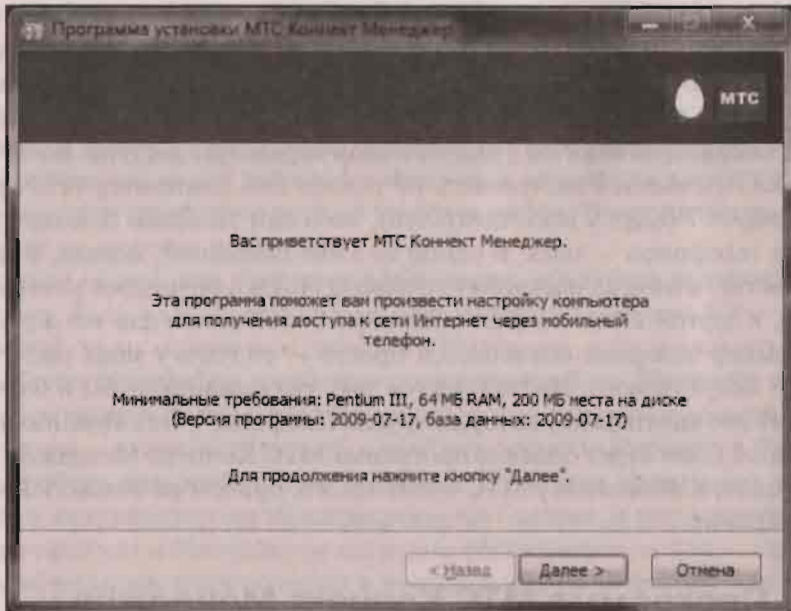 Программа установки МТС Коннект Менеджер
МТС
Вас приветствует МТС Коннект Менеджер.
Эта программа поможет вам произвести настройку компьютера
для получения доступа к сети Интернет через мобильный
телефон.
Минимальные требования: Pentium III, 64 МБ RAM, 200 МБ места на диске
(Версия программы: 2009-07-17, база данных: 2009-07-17)
Для продолжения нажмите кнопку "Далее".
< Назад Далее > Отмена